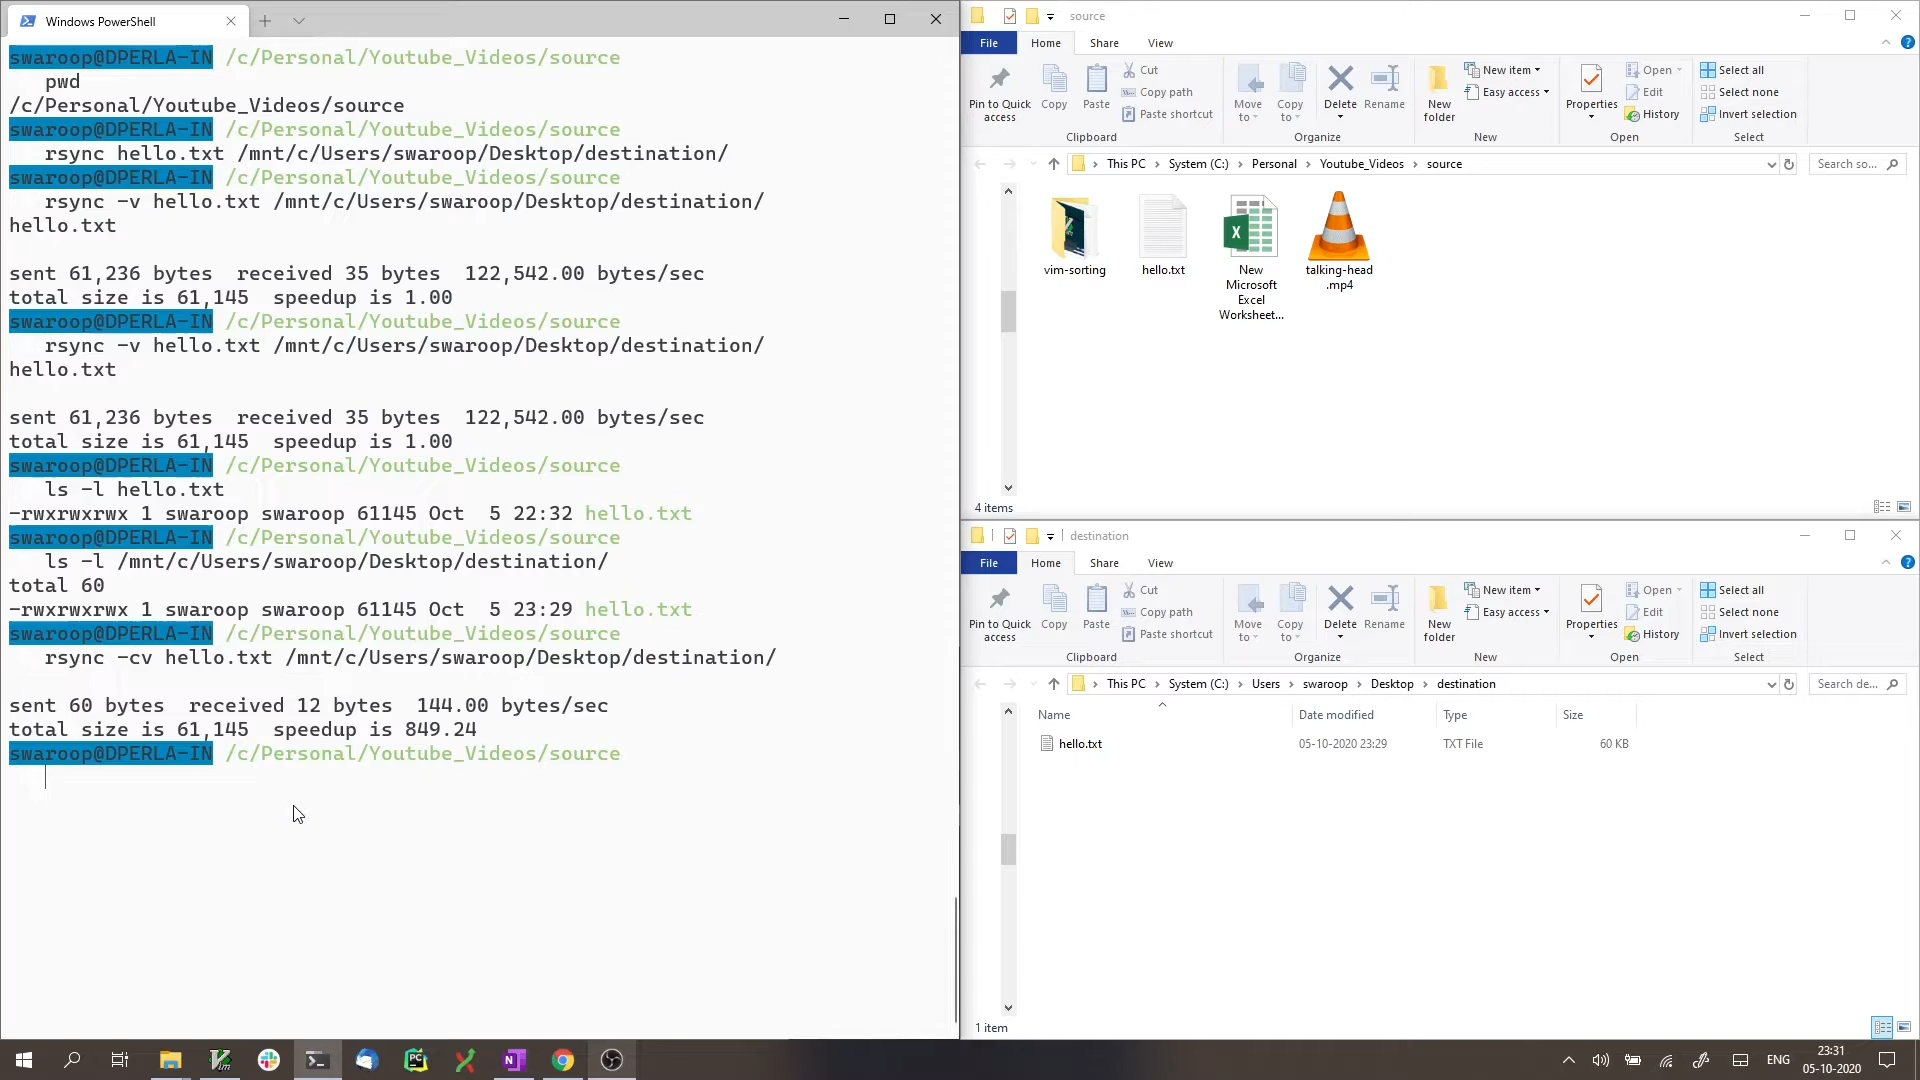 Windows PowerShell
swaroop@DPERLA-IN /c/Personal/Youtube_Videos/source
pwd
/c/Personal/Youtube_Videos/source
swaroop@DPERLA-IN /c/Personal/Youtube_Videos/source
rsync hello.txt /mnt/c/Users/swaroop/Desktop/destination/
swaroop@DPERLA-IN /c/Personal/Youtube_Videos/source
rsync -v hello.txt /mnt/c/Users/swaroop/Desktop/destination/
hello.txt
sent 61,236 bytes  received 35 bytes  122,542.00 bytes/sec
total size is 61,145  speedup is 1.00
swaroop@DPERLA-IN /c/Personal/Youtube_Videos/source
rsync -v hello.txt /mnt/c/Users/swaroop/Desktop/destination/
hello.txt
sent 61,236 bytes  received 35 bytes  122,542.00 bytes/sec
total size is 61,145  speedup is 1.00
swaroop@DPERLA-IN /c/Personal/Youtube_Videos/source
ls -l hello.txt
-rwxrwxrwx 1 swaroop swaroop 61145 Oct  5 22:32 hello.txt
swaroop@DPERLA-IN /c/Personal/Youtube_Videos/source
ls -l /mnt/c/Users/swaroop/Desktop/destination/
total 60
-rwxrwxrwx 1 swaroop swaroop 61145 Oct  5 23:29 hello.txt
swaroop@DPERLA-IN /c/Personal/Youtube_Videos/source
rsync -cv hello.txt /mnt/c/Users/swaroop/Desktop/destination/
sent 60 bytes  received 12 bytes  144.00 bytes/sec
total size is 61,145  speedup is 849.24
swaroop@DPERLA-IN /c/Personal/Youtube_Videos/source
source
File Home Share View
Pin to Quick access
Copy
Paste
Cut
Copy path
Paste shortcut
Clipboard
Move to
Copy to
Delete
Rename
Organize
New folder
New item
Easy access
New
Properties
Open
Edit
History
Open
Select all
Select none
Invert selection
Select
This PC > System (C:) > Personal > Youtube_Videos > source
Search so...
vim-sorting
hello.txt
New
Microsoft
Excel
Worksheet...
talking-head
.mp4
4 items
destination
File Home Share View
Pin to Quick access
Copy
Paste
Cut
Copy path
Paste shortcut
Clipboard
Move to
Copy to
Delete
Rename
Organize
New folder
New item
Easy access
New
Properties
Open
Edit
History
Open
Select all
Select none
Invert selection
Select
This PC > System (C:) > Users > swaroop > Desktop > destination
Search de...
Name Date modified Type Size
hello.txt 05-10-2020 23:29 TXT File 60 KB
1 item
ENG
23:31
05-10-2020